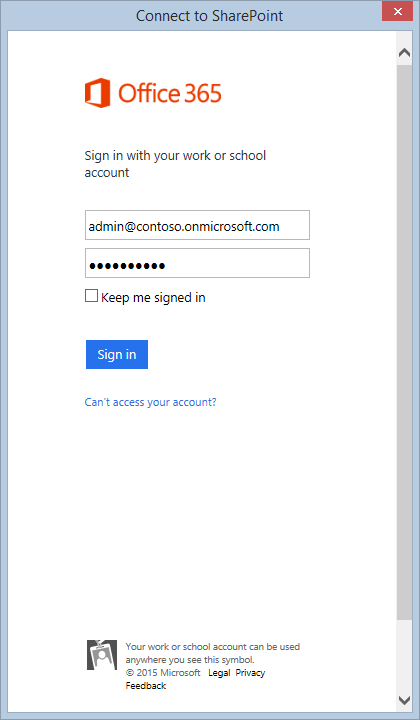 Connect to SharePoint
Office 365
Sign in with your work or school
account
admin@contoso.onmicrosoft.com
●●●●●●●●●●
Keep me signed in
Sign in
Can't access your account?
Your work or school account can be used
anywhere you see this symbol.
© 2015 Microsoft Legal Privacy
Feedback